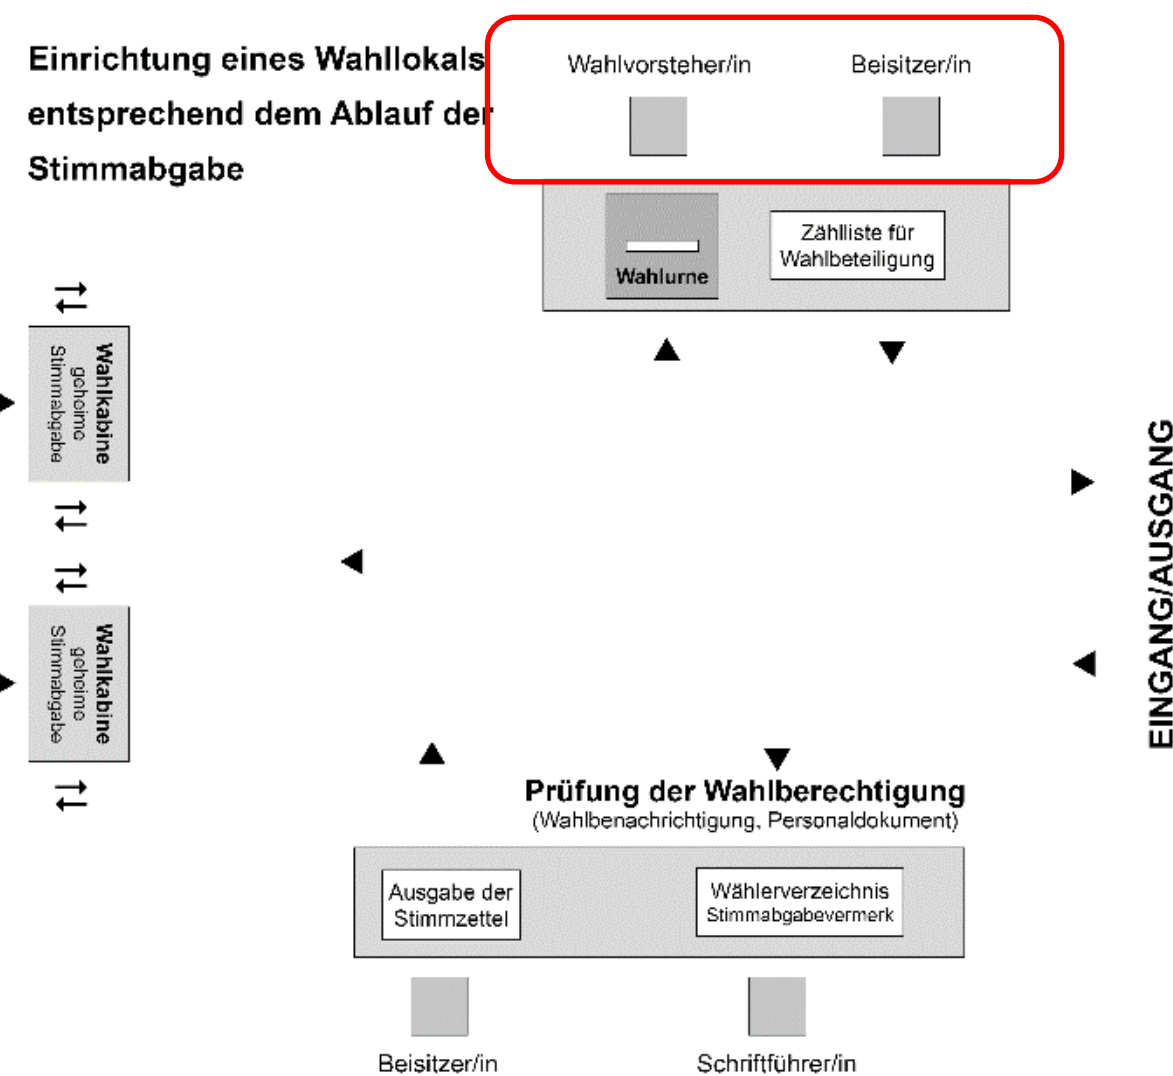 Einrichtung eines Wahllokals
entsprechend dem Ablauf der
Stimmabgabe
Wahlvorsteher/in
Beisitzer/in
Wahlurne
Zählliste für
Wahlbeteiligung
Wahlkabine
geheime
Stimmabgabe
Wahlkabine
geheime
Stimmabgabe
EINGANG/AUSGANG
Prüfung der Wahlberechtigung
(Wahlbenachrichtigung, Personaldokument)
Ausgabe der
Stimmzettel
Wählerverzeichnis
Stimmabgabevermerk
Beisitzer/in
Schriftführer/in